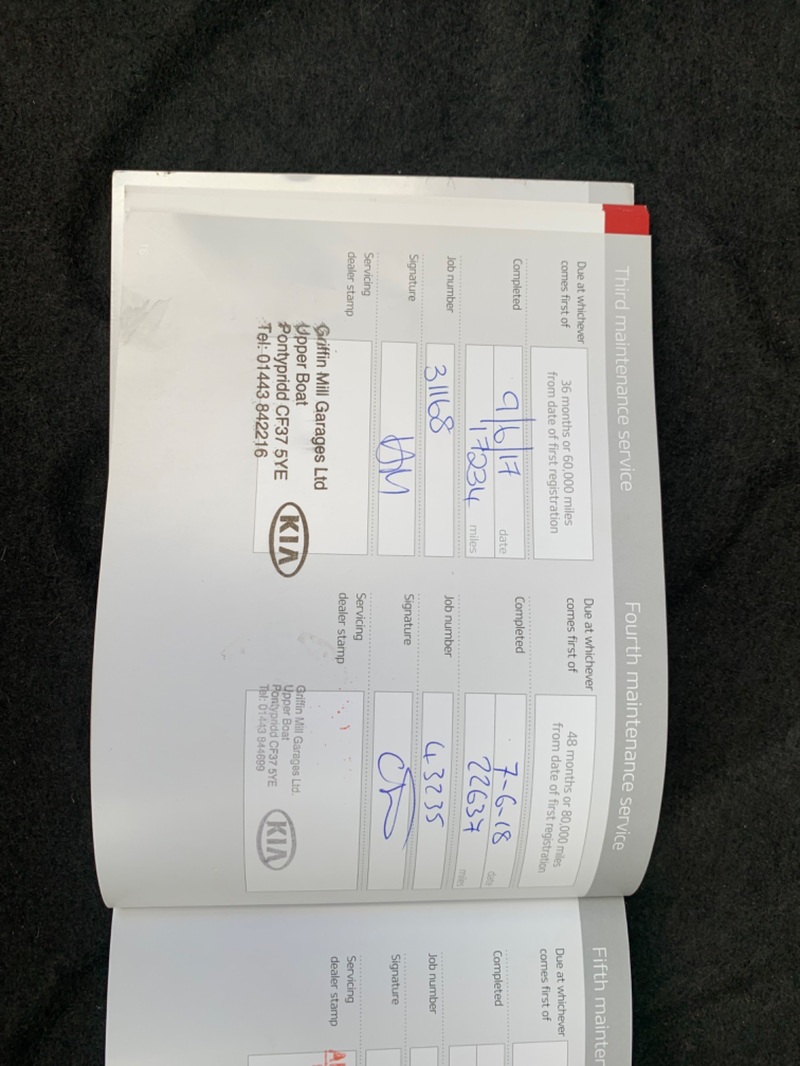 Third maintenance service
Due at whichever
comes first of
36 months or 60,000 miles
from date of first registration
Completed
9/6/17
date
17234
miles
Job number
31168
Signature
Servicing
dealer stamp
Griffin Mill Garages Ltd
Upper Boat
Pontypridd CF37 5YE
Tel: 01443 842216
KIA
Fourth maintenance service
Due at whichever
comes first of
48 months or 80,000 miles
from date of first registration
Completed
7-6-18
date
22637
miles
Job number
43235
Signature
Servicing
dealer stamp
Griffin Mill Garages Ltd.
Upper Boat
Pontypridd CF37 5YE
Tel: 01443 844699
KIA
Fifth mainten
Due at whichever
comes first of
Completed
Job number
Signature
Servicing
dealer stamp